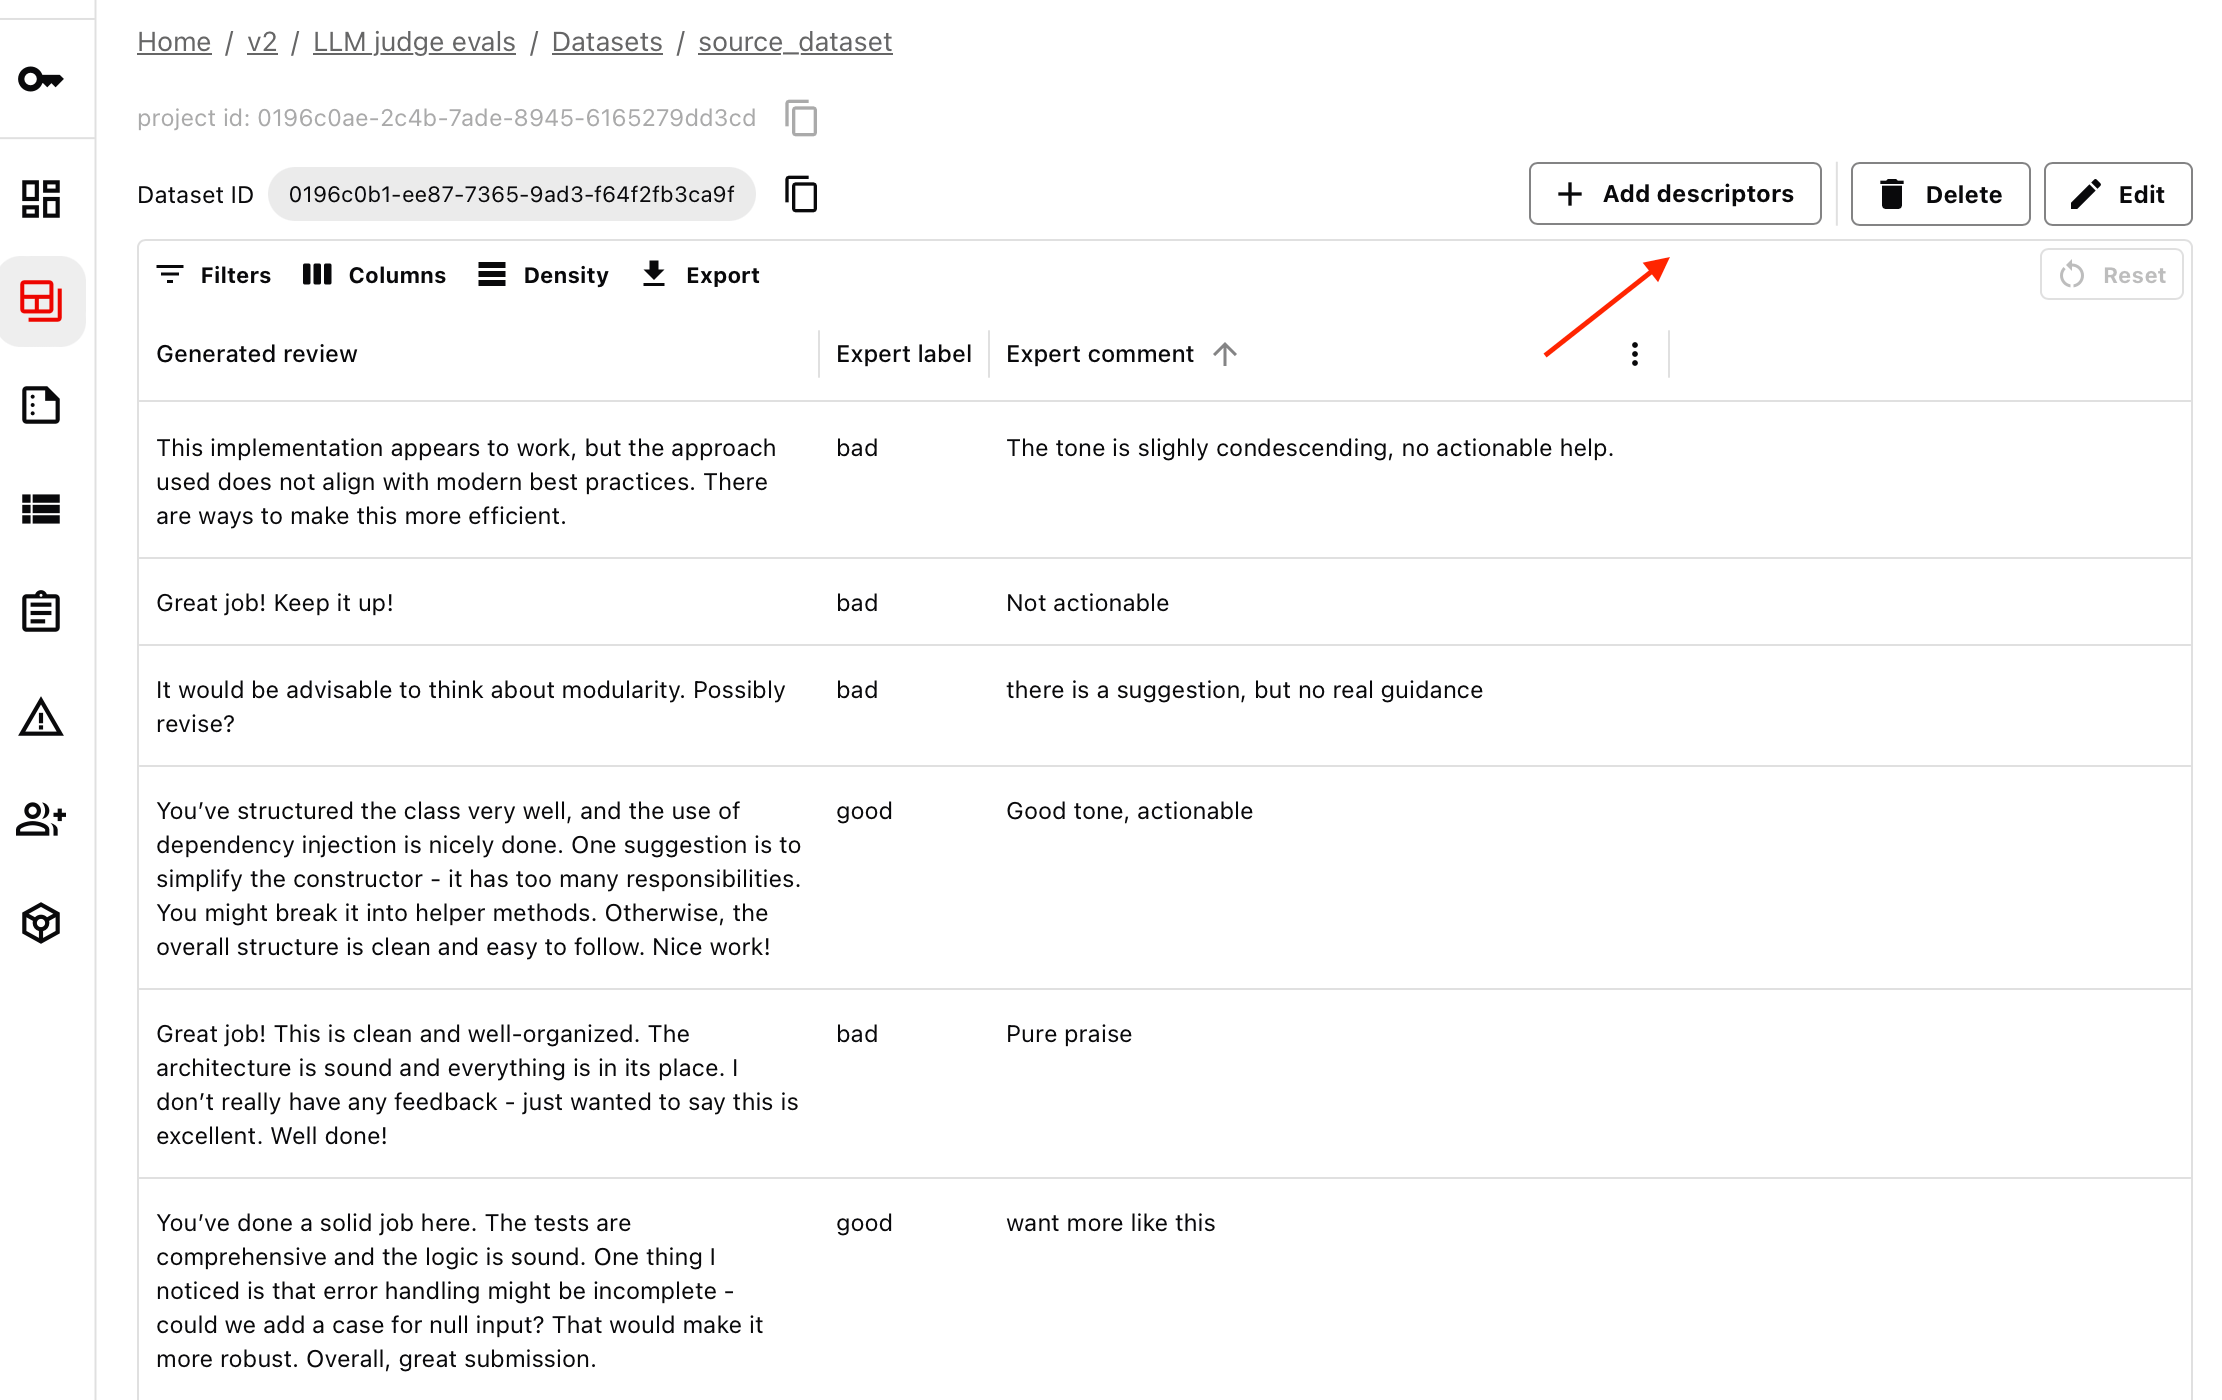 Home / v2 / LLM judge evals / Datasets / source_dataset
project id: 0196c0ae-2c4b-7ade-8945-6165279dd3cd
Dataset ID 0196c0b1-ee87-7365-9ad3-f64f2fb3ca9f
Add descriptors Delete Edit
Filters Columns Density Export Reset
Generated review Expert label Expert comment
This implementation appears to work, but the approach
used does not align with modern best practices. There
are ways to make this more efficient.
bad
The tone is slighly condescending, no actionable help.
Great job! Keep it up!
bad
Not actionable
It would be advisable to think about modularity. Possibly
revise?
bad
there is a suggestion, but no real guidance
You’ve structured the class very well, and the use of
dependency injection is nicely done. One suggestion is to
simplify the constructor - it has too many responsibilities.
You might break it into helper methods. Otherwise, the
overall structure is clean and easy to follow. Nice work!
good
Good tone, actionable
Great job! This is clean and well-organized. The
architecture is sound and everything is in its place. I
don’t really have any feedback - just wanted to say this is
excellent. Well done!
bad
Pure praise
You’ve done a solid job here. The tests are
comprehensive and the logic is sound. One thing I
noticed is that error handling might be incomplete -
could we add a case for null input? That would make it
more robust. Overall, great submission.
good
want more like this